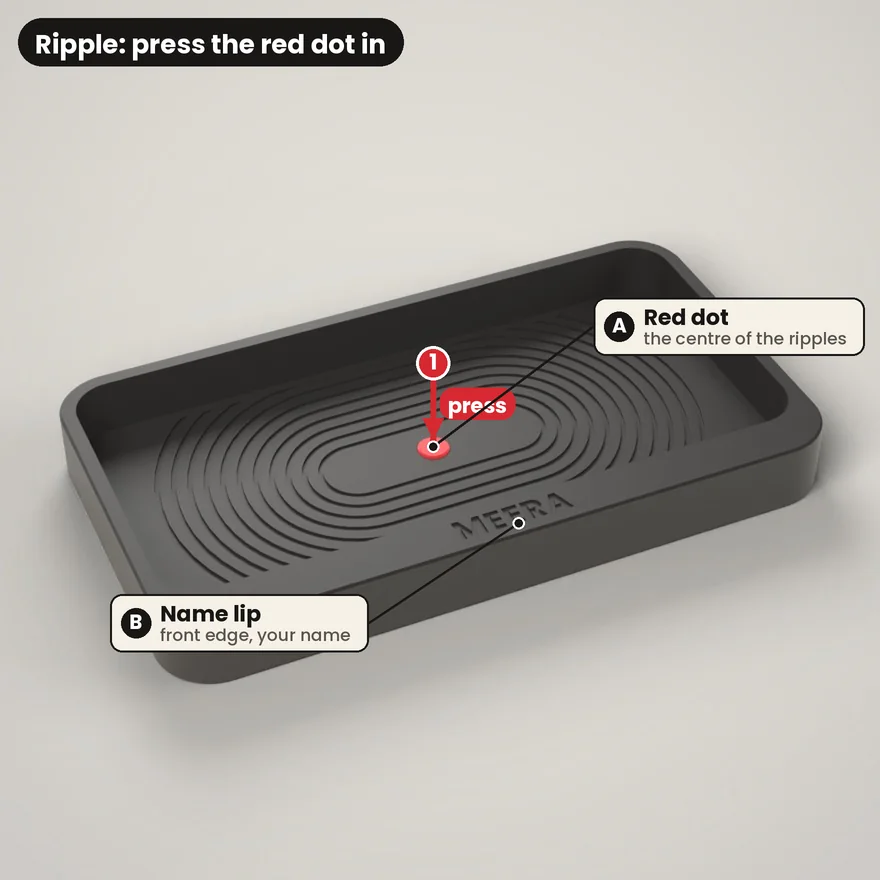 Ripple: press the red dot in
A
Red dot
the centre of the ripples
1
press
MEERA
B
Name lip
front edge, your name